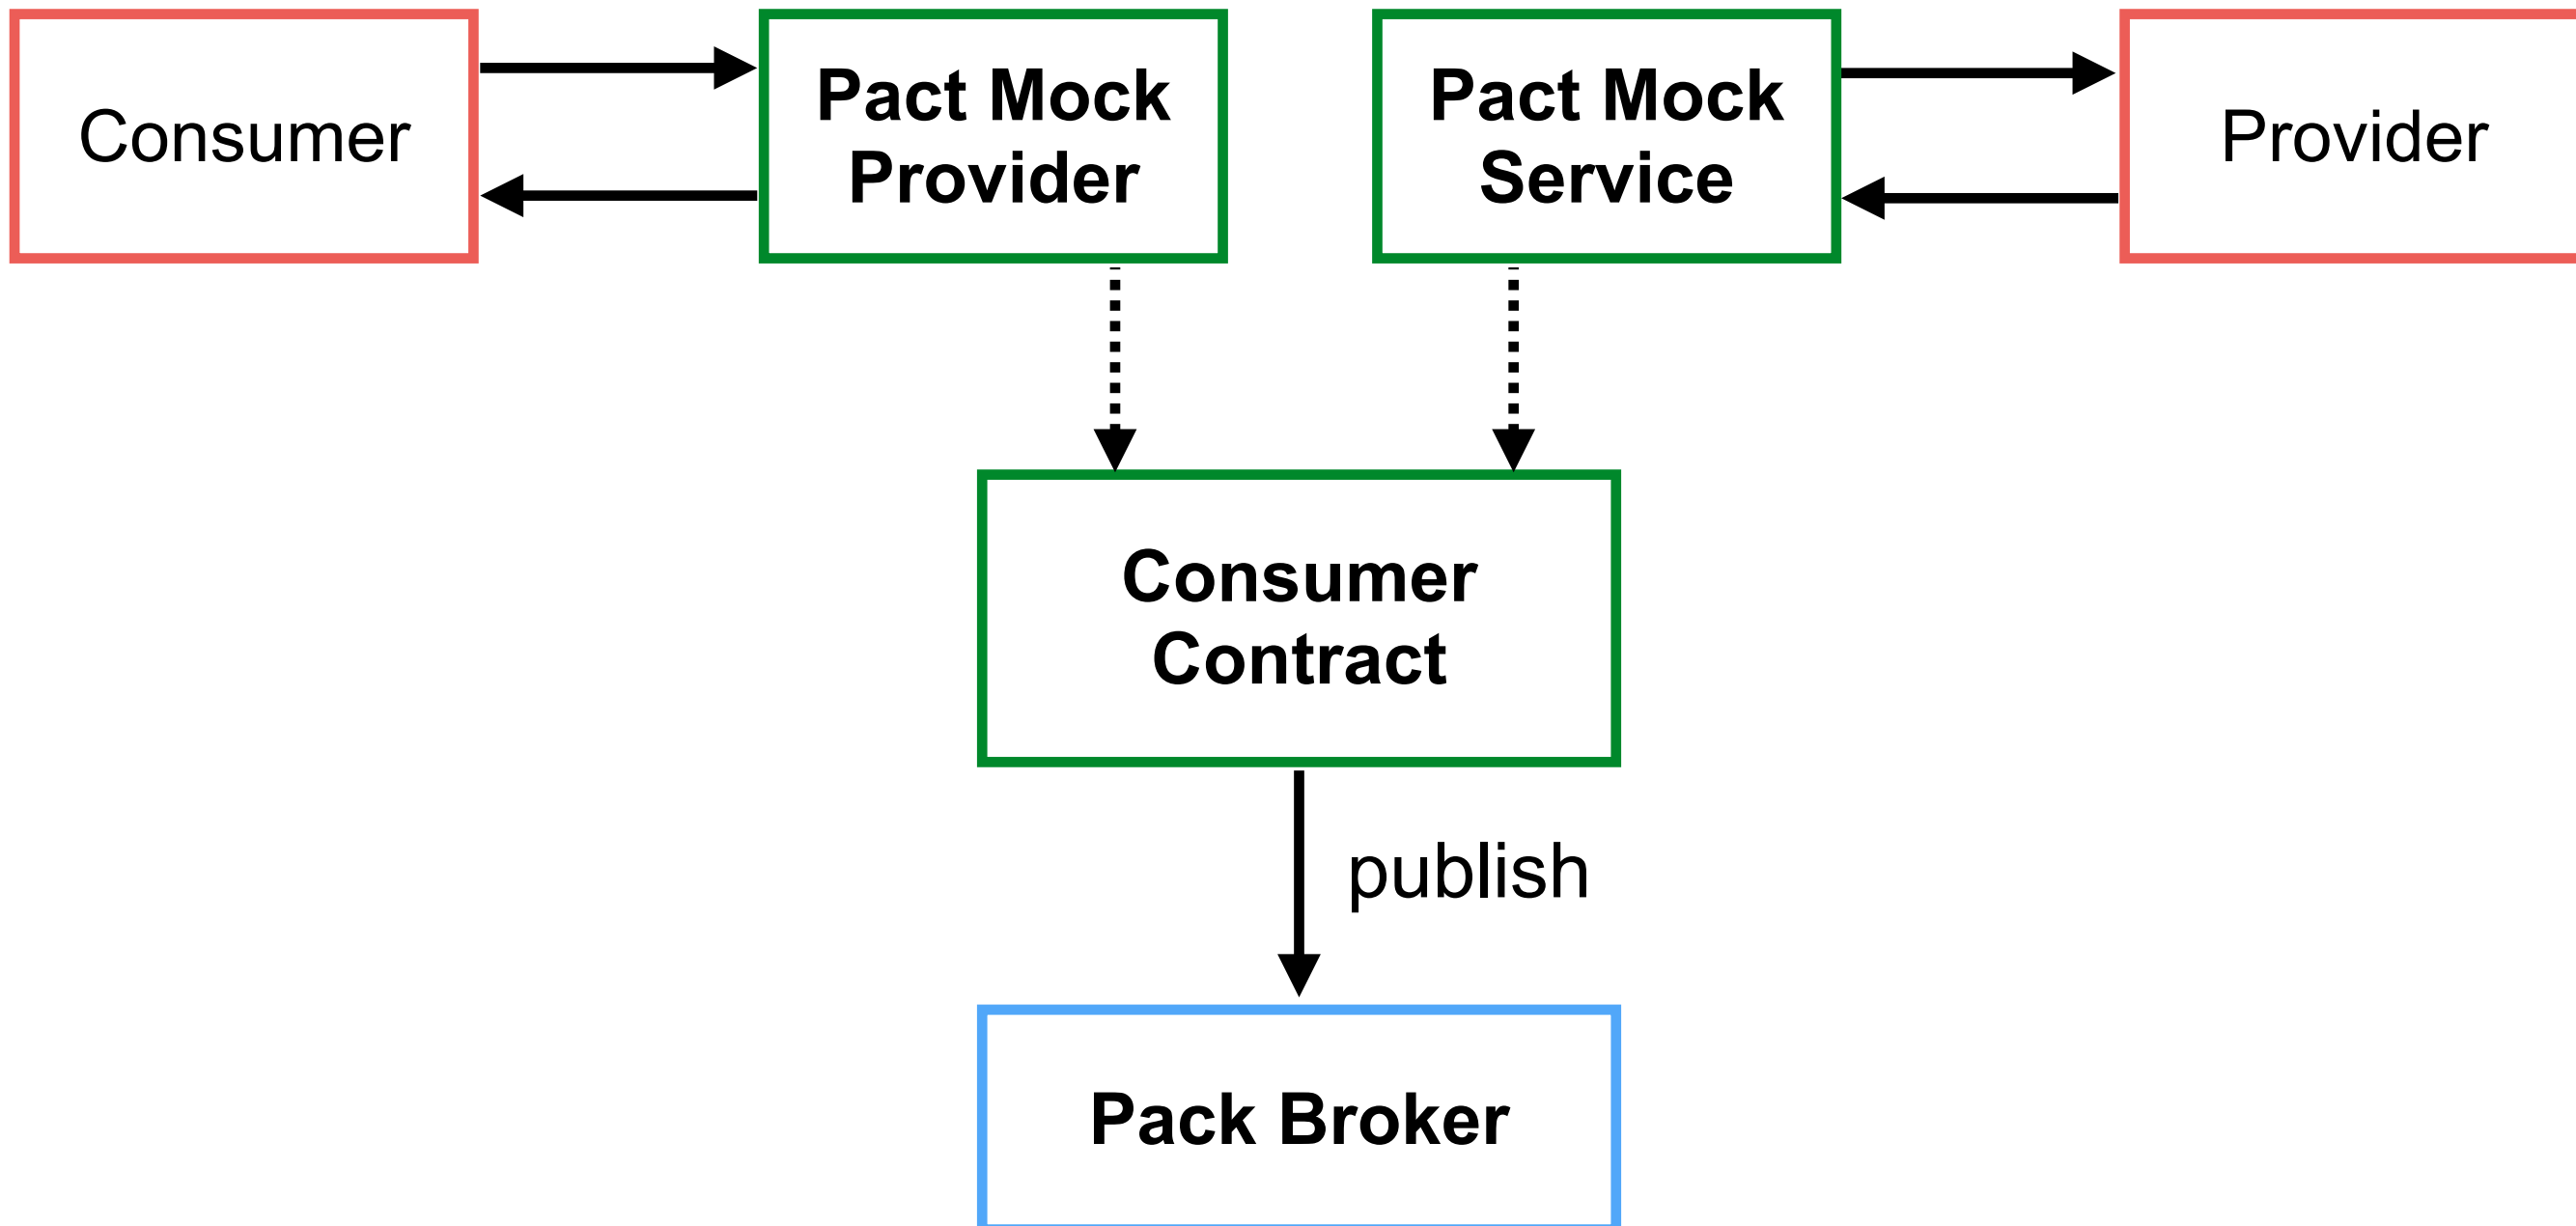 Consumer
Pact Mock
Provider
Pact Mock
Service
Provider
Consumer
Contract
publish
Pack Broker